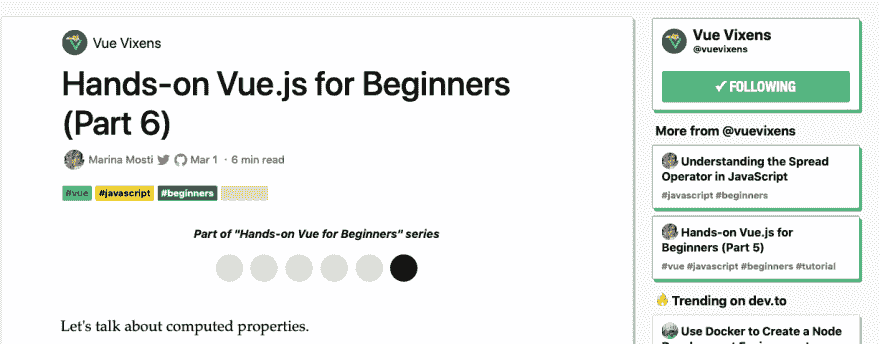 Vue Vixens
Hands-on Vue.js for Beginners
(Part 6)
Marina Mosti Mar 1 · 6 min read
#vue #javascript #beginners
Part of "Hands-on Vue for Beginners" series
Let's talk about computed properties.
Vue Vixens
@vuevixens
✓ FOLLOWING
More from @vuevixens
Understanding the Spread
Operator in JavaScript
#javascript #beginners
Hands-on Vue.js for
Beginners (Part 5)
#vue #javascript #beginners #tutorial
🔥 Trending on dev.to
Use Docker to Create a Node